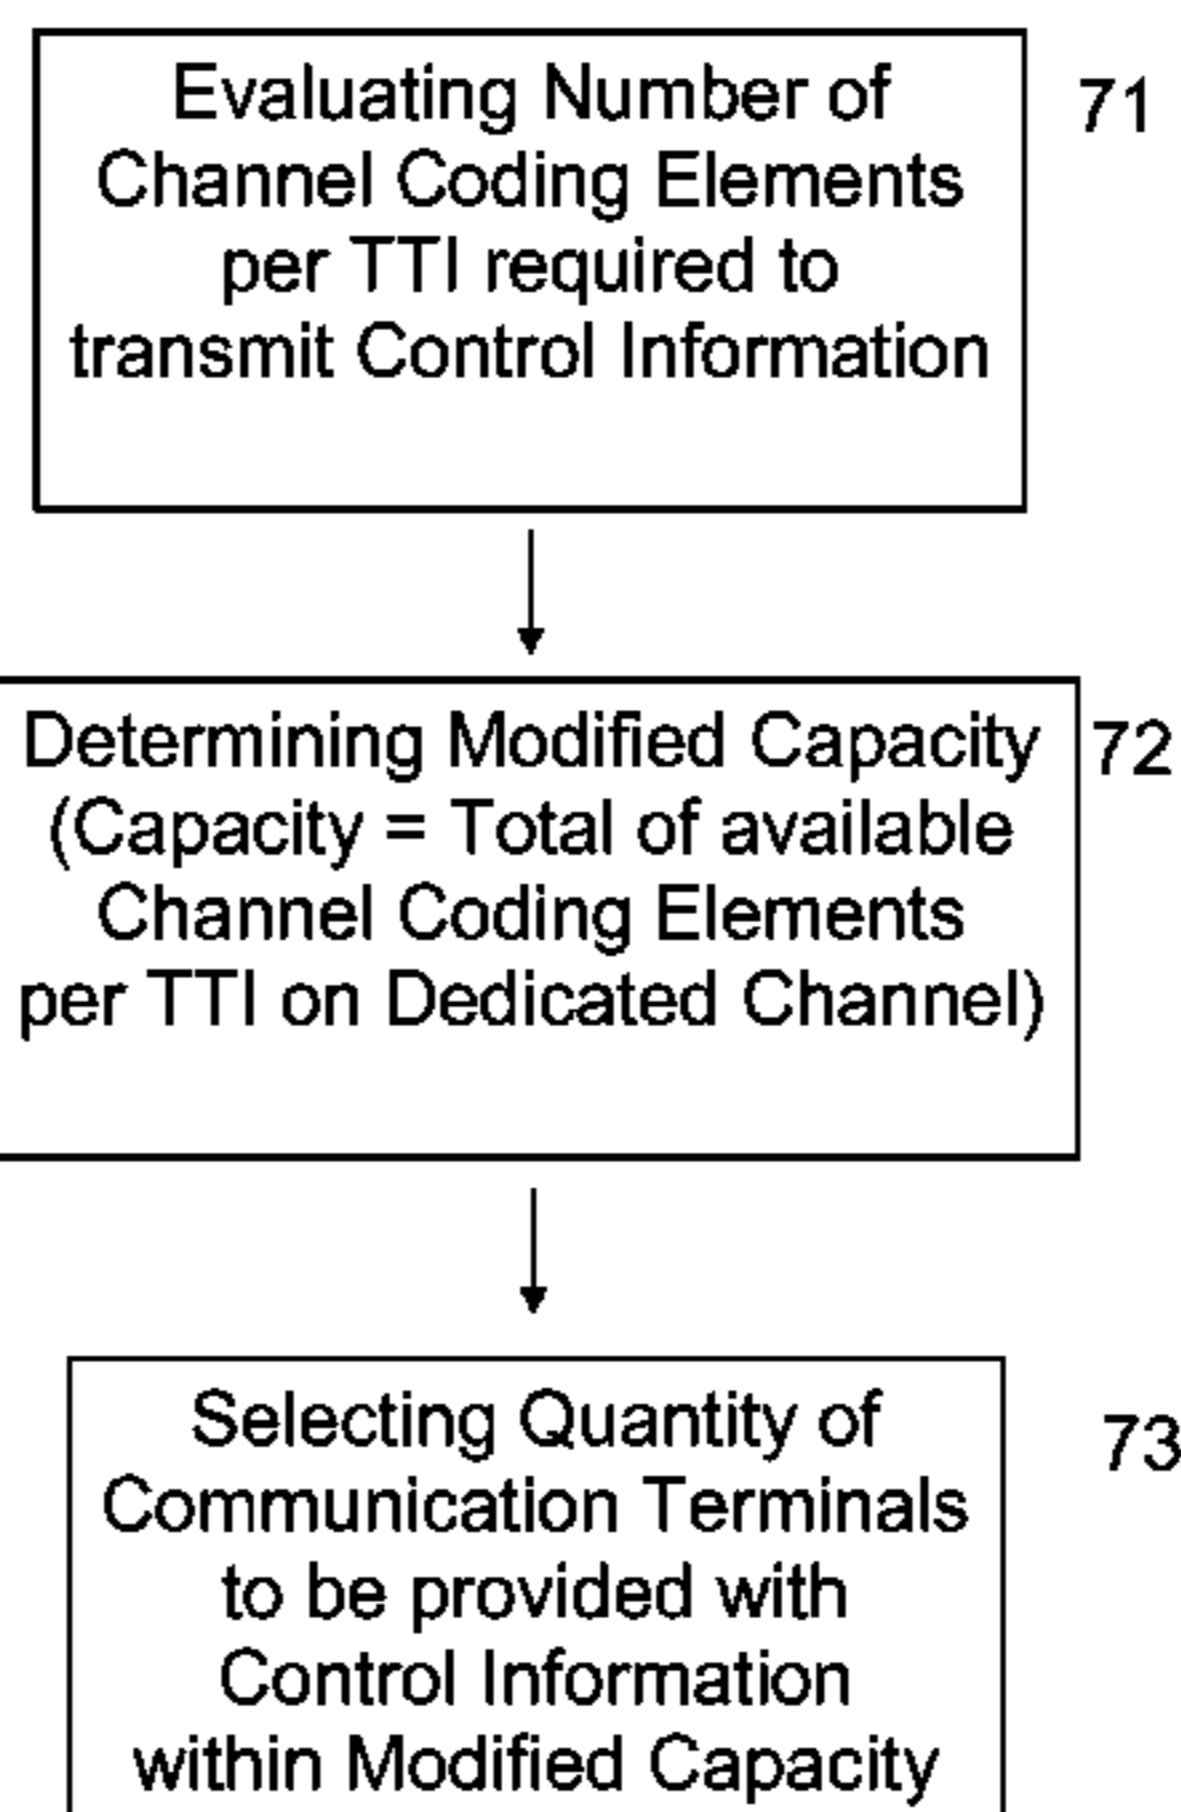 Evaluating Number of
Channel Coding Elements
per TTI required to
transmit Control Information
71
Determining Modified Capacity
(Capacity = Total of available
Channel Coding Elements
per TTI on Dedicated Channel)
72
Selecting Quantity of
Communication Terminals
to be provided with
Control Information
within Modified Capacity
73